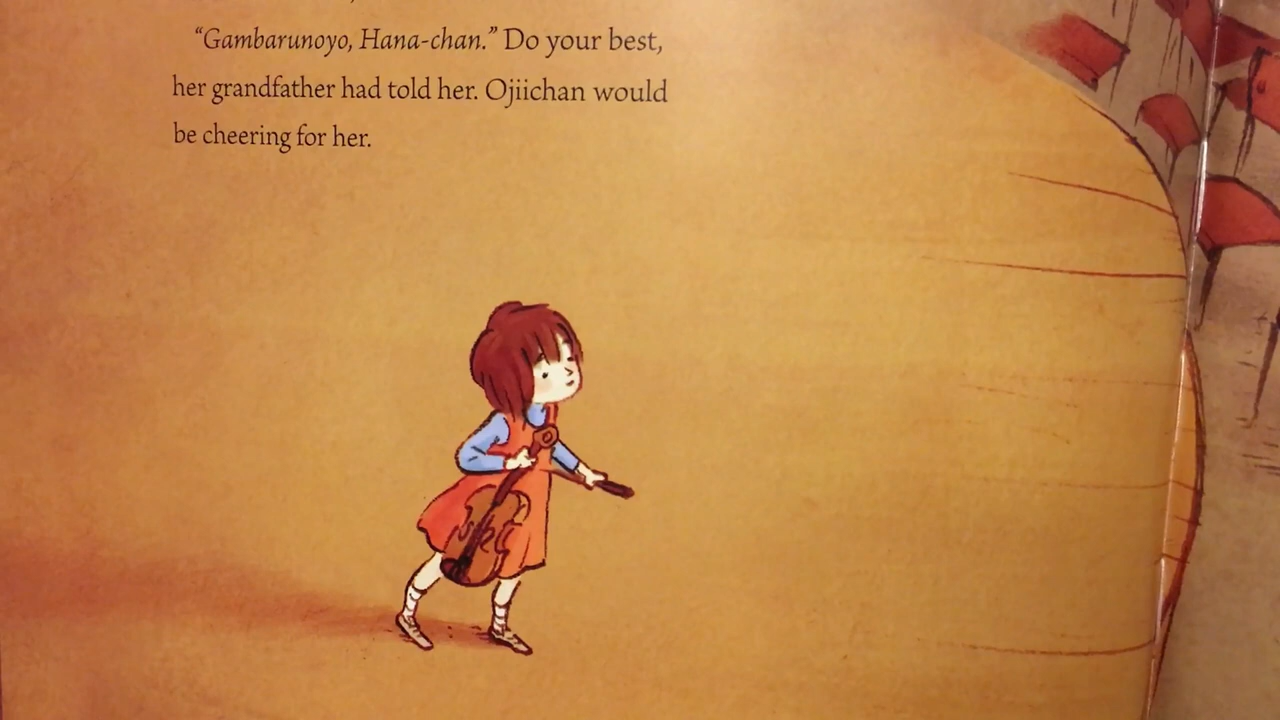 “Gambarunoyo, Hana-chan.” Do your best,
her grandfather had told her. Ojiichan would
be cheering for her.